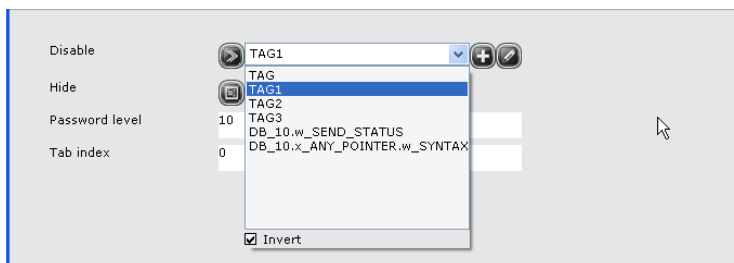 Disable
TAG1
TAG
TAG1
Hide
TAG2
Password level
10
TAG3
DB_10.w_SEND_STATUS
DB_10.x_ANY_POINTER.w_SYNTAX
Tab index
0
Invert